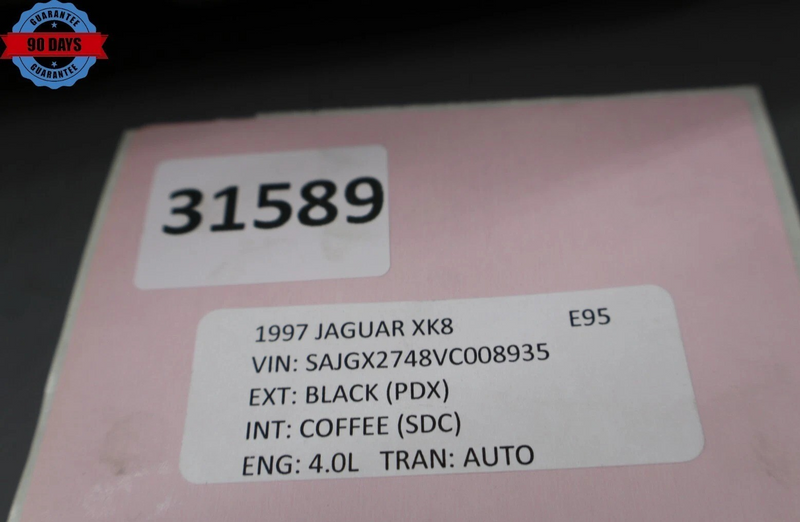 GUARANTEE
90 DAYS
GUARANTEE
31589
1997 JAGUAR XK8 E95
VIN: SAJGX2748VC008935
EXT: BLACK (PDX)
INT: COFFEE (SDC)
ENG: 4.0L TRAN: AUTO